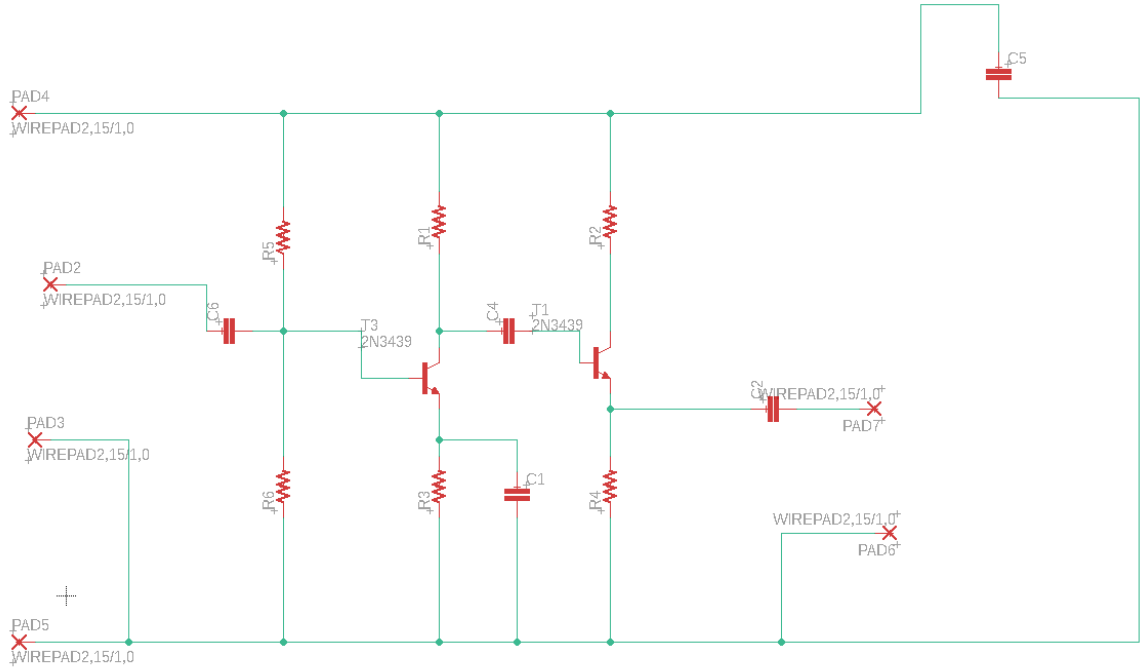 C5
PAD4
WIREPAD2,15/1,0
R5
R1
R2
PAD2
WIREPAD2,15/1,0
C6
C4
T1
2N3439
T3
2N3439
C2
WIREPAD2,15/1,0
PAD7
PAD3
WIREPAD2,15/1,0
R6
R3
C1
R4
WIREPAD2,15/1,0
PAD6
PAD5
WIREPAD2,15/1,0